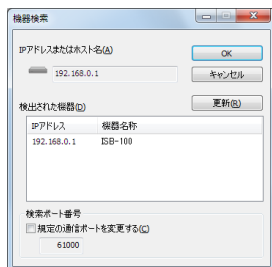 機器検索
IPアドレスまたはホスト名(A)
192.168.0.1
OK
キャンセル
検出された機器(D)
更新(R)
IPアドレス 機器名称
192.168.0.1 ISB-100
検索ポート番号
規定の通信ポートを変更する(C)
61000